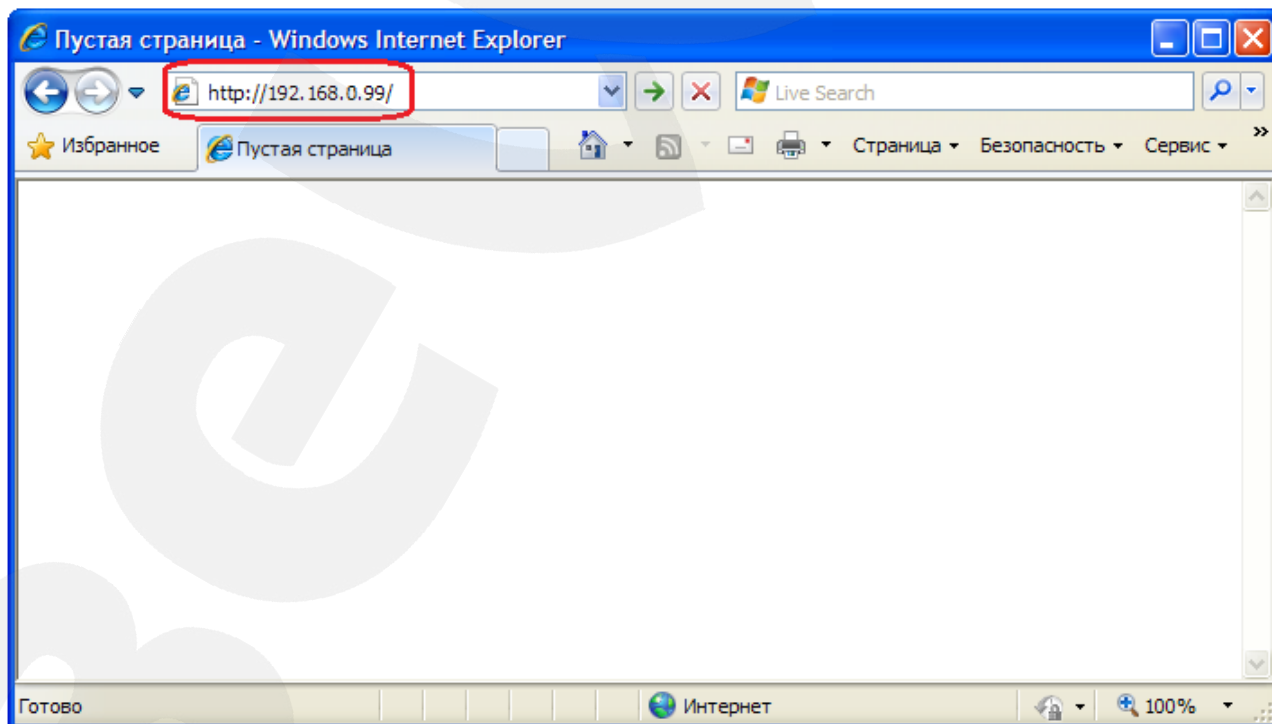 Пустая страница - Windows Internet Explorer
http://192.168.0.99/
Live Search
Избранное
Пустая страница
Страница
Безопасность
Сервис
»
Готово
Интернет
100%